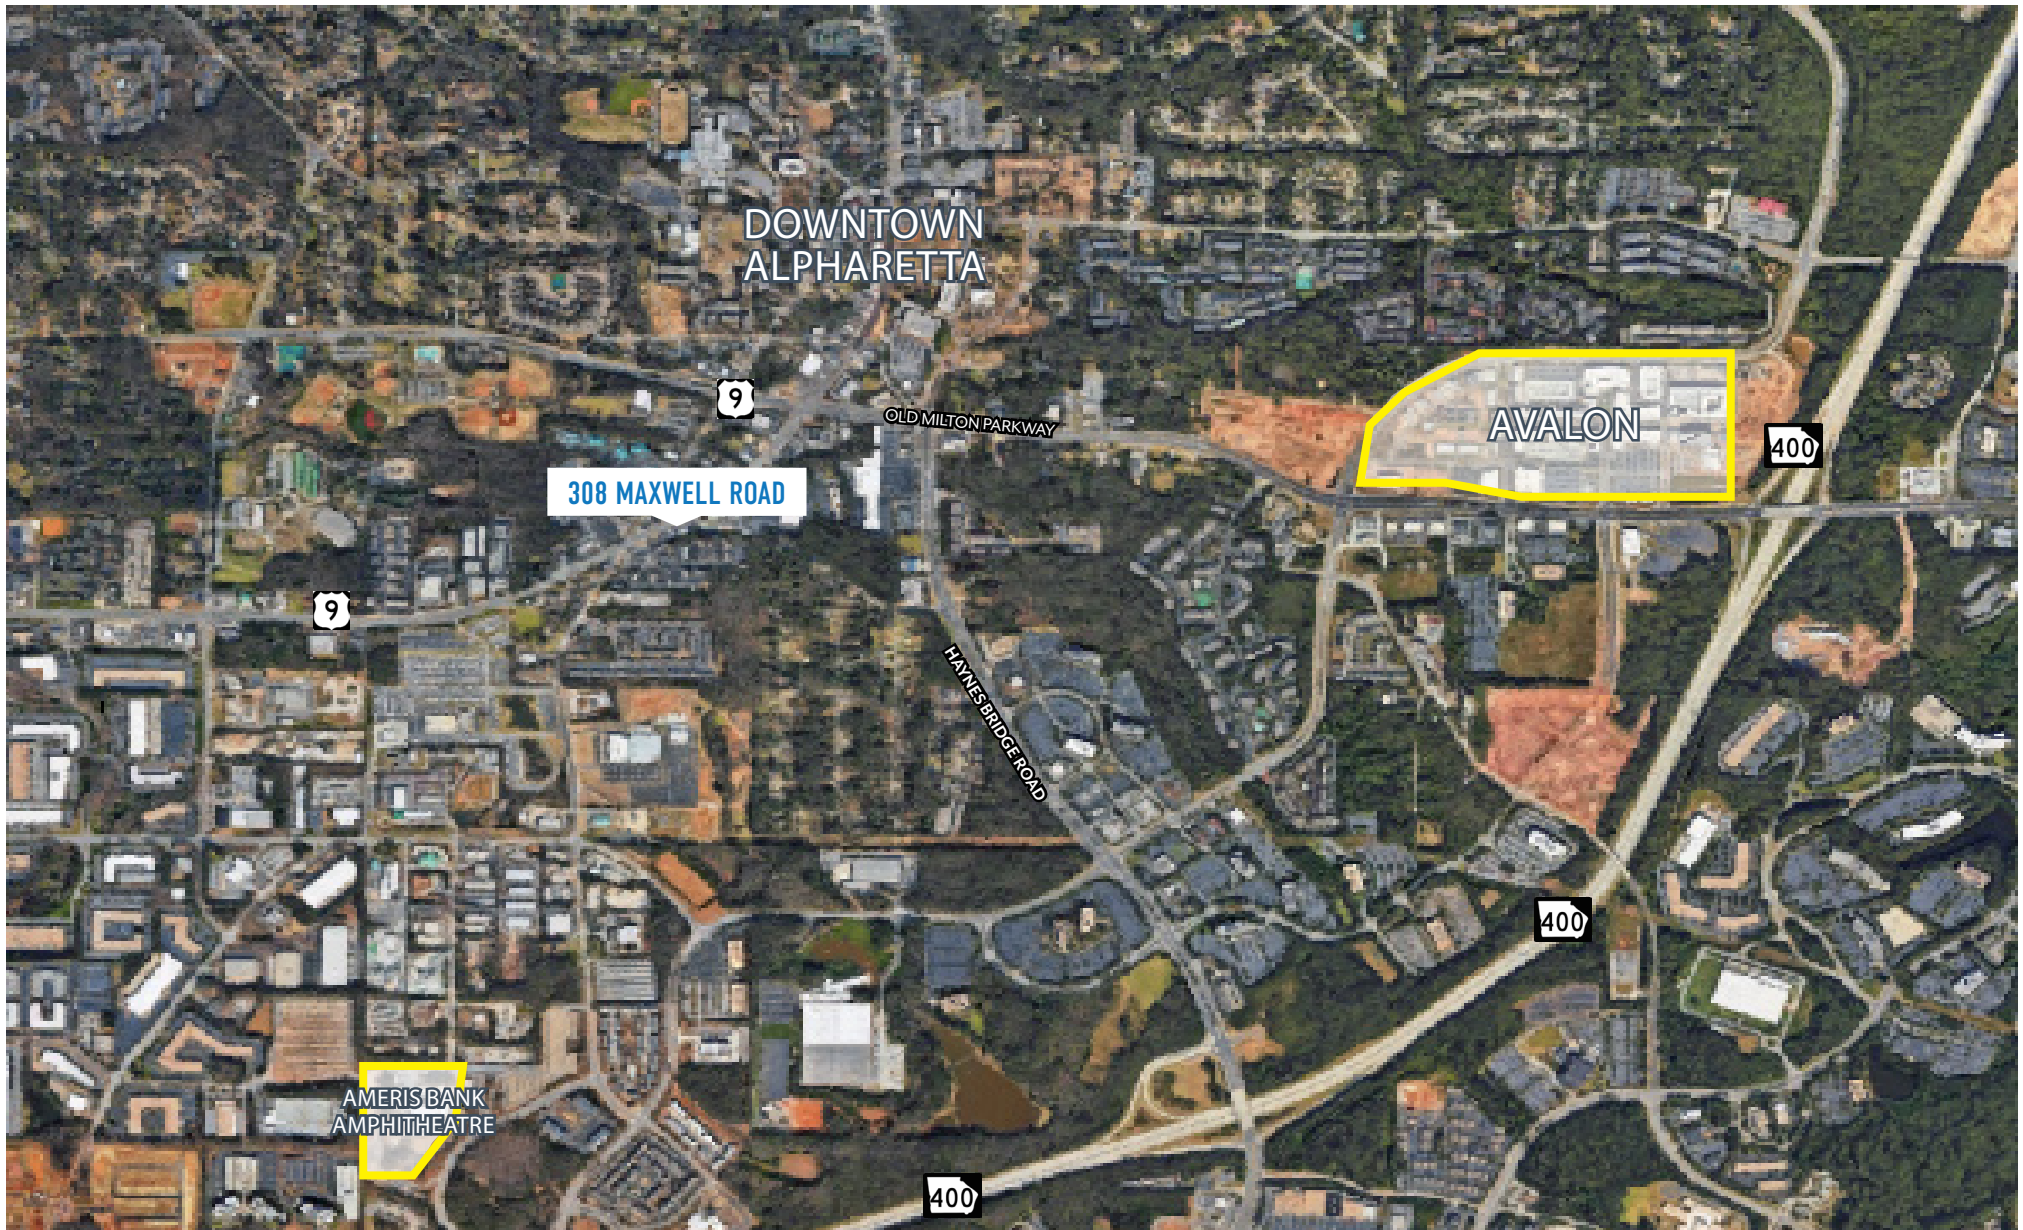 DOWNTOWN
ALPHARETTA
9
OLD MILTON PARKWAY
AVALON
400
308 MAXWELL ROAD
9
HAYNES BRIDGE ROAD
400
AMERIS BANK
AMPHITHEATRE
400